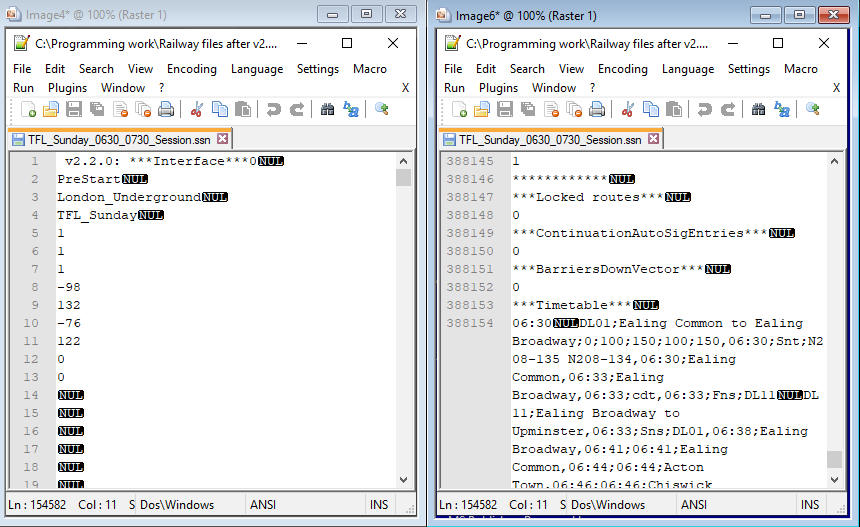 Image4* @ 100% (Raster 1)
C:\Programming work\Railway files after v2....
File Edit Search View Encoding Language Settings Macro
Run Plugins Window ? X
TFL_Sunday_0630_0730_Session.ssn
1 v2.2.0: ***Interface***0NUL
2 PreStartNUL
3 London_UndergroundNUL
4 TFL_SundayNUL
5 1
6 1
7 1
8 -98
9 132
10 -76
11 122
12 0
13 0
14 NUL
15 NUL
16 NUL
17 NUL
18 NUL
19 NUL
Ln : 154582 Col : 11 S Dos\Windows ANSI INS
Image6* @ 100% (Raster 1)
C:\Programming work\Railway files after v2....
File Edit Search View Encoding Language Settings Macro
Run Plugins Window ? X
TFL_Sunday_0630_0730_Session.ssn
388145 1
388146 ************NUL
388147 ***Locked routes***NUL
388148 0
388149 ***ContinuationAutoSigEntries***NUL
388150 0
388151 ***BarriersDownVector***NUL
388152 0
388153 ***Timetable***NUL
388154 06:30NULDL01;Ealing Common to Ealing
Broadway;0;100;150;100;150,06:30;Snt;N2
08-135 N208-134,06:30;Ealing
Common,06:33;Ealing
Broadway,06:33;cdt,06:33;Fns;DL11NULDL
11;Ealing Broadway to
Upminster,06:33;Sns;DL01,06:38;Ealing
Broadway,06:41;06:41;Ealing
Common,06:44;06:44;Acton
Town,06:46;06:46;Chiswick
Ln : 154582 Col : 11 S Dos\Windows ANSI INS